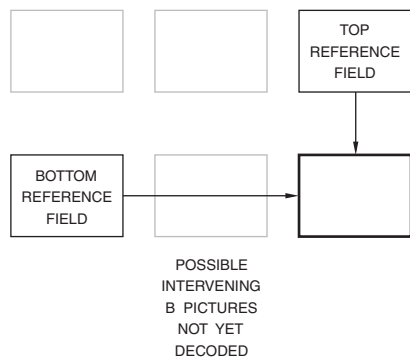 TOP
REFERENCE
FIELD
BOTTOM
REFERENCE
FIELD
POSSIBLE
INTERVENING
B PICTURES
NOT YET
DECODED